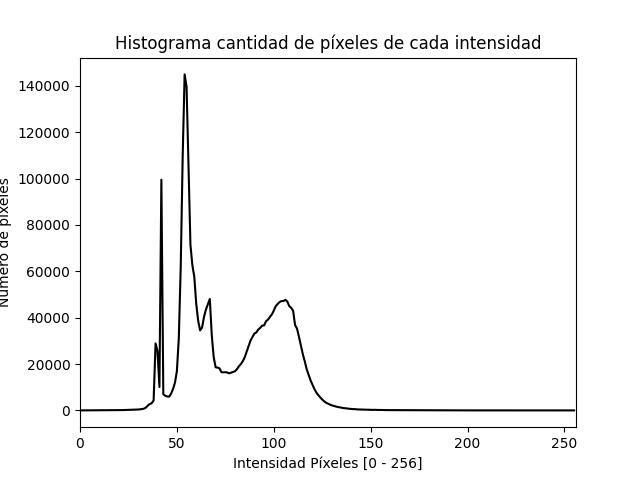 Histograma cantidad de píxeles de cada intensidad
140000
120000
100000
80000
60000
40000
20000
0
Número de píxeles
0 50 100 150 200 250
Intensidad Píxeles [0 - 256]